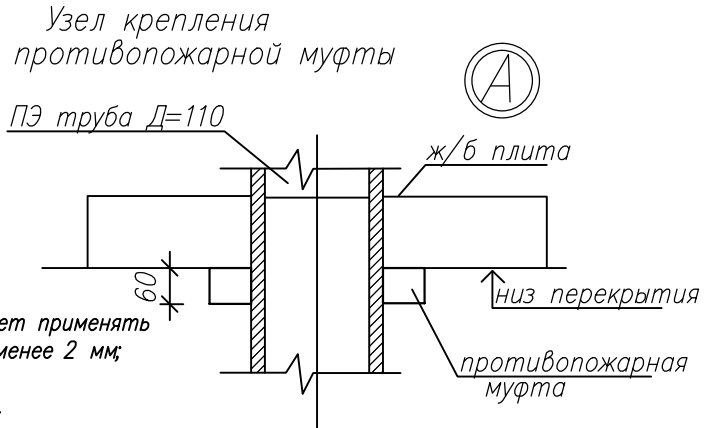 Узел крепления
противопожарной муфты
А
ПЭ труба Д=110
ж/б плита
60
низ перекрытия
ет применять
менее 2 мм;
противопожарная
муфта